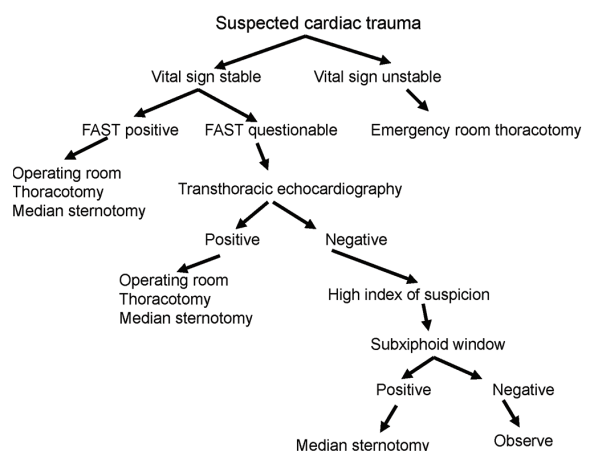 Suspected cardiac trauma
Vital sign stable
Vital sign unstable
FAST positive
FAST questionable
Emergency room thoracotomy
Operating room
Thoracotomy
Median sternotomy
Transthoracic echocardiography
Positive
Negative
Operating room
Thoracotomy
Median sternotomy
High index of suspicion
Subxiphoid window
Positive
Negative
Median sternotomy
Observe